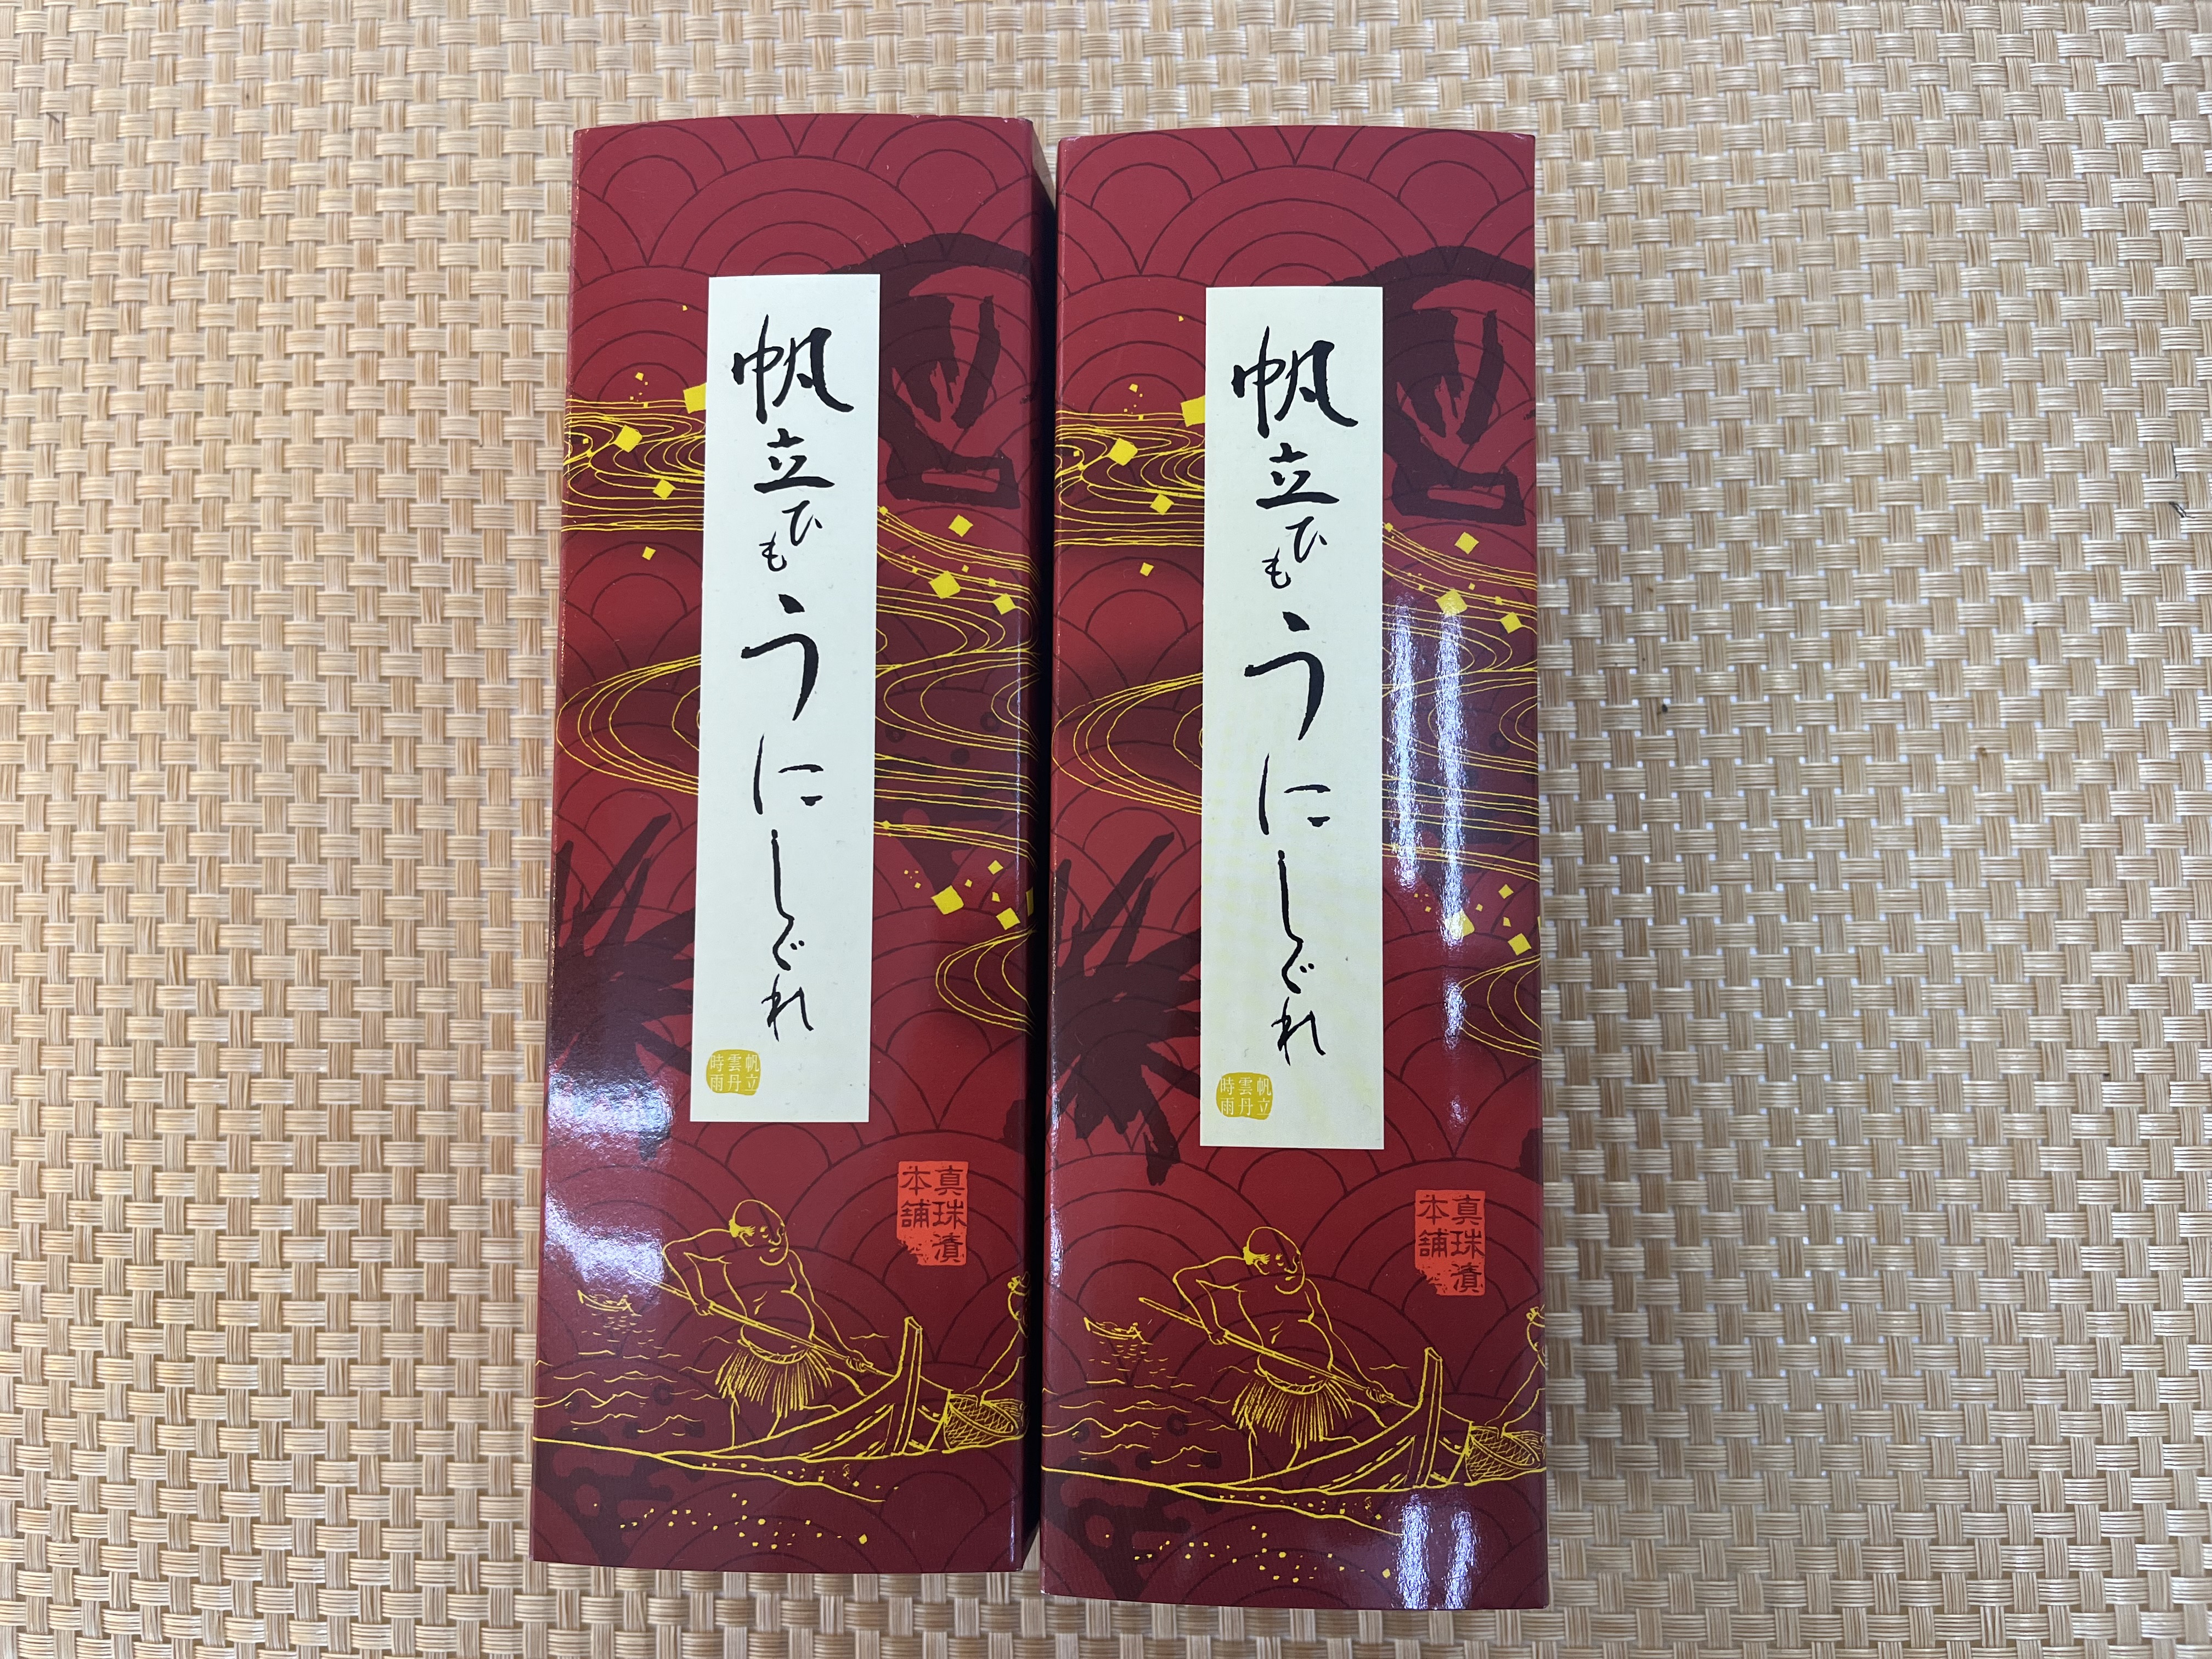 帆立ひもうにしぐれ
帆立
雲丹
時雨
真珠漬
本舗
帆立ひもうにしぐれ
帆立
雲丹
時雨
真珠漬
本舗